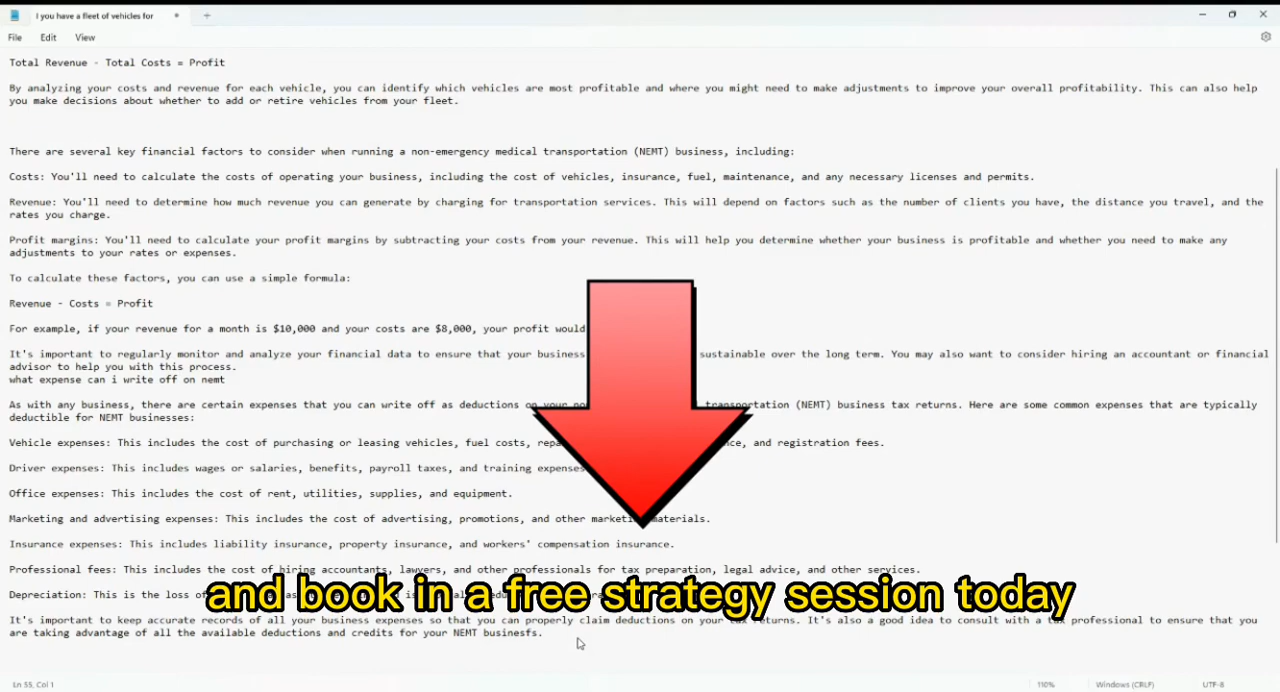 I you have a fleet of vehicles for
File Edit View
Total Revenue - Total Costs = Profit
By analyzing your costs and revenue for each vehicle, you can identify which vehicles are most profitable and where you might need to make adjustments to improve your overall profitability. This can also help
you make decisions about whether to add or retire vehicles from your fleet.
There are several key financial factors to consider when running a non-emergency medical transportation (NEMT) business, including:
Costs: You'll need to calculate the costs of operating your business, including the cost of vehicles, insurance, fuel, maintenance, and any necessary licenses and permits.
Revenue: You'll need to determine how much revenue you can generate by charging for transportation services. This will depend on factors such as the number of clients you have, the distance you travel, and the
rates you charge.
Profit margins: You'll need to calculate your profit margins by subtracting your costs from your revenue. This will help you determine whether your business is profitable and whether you need to make any
adjustments to your rates or expenses.
To calculate these factors, you can use a simple formula:
Revenue - Costs = Profit
For example, if your revenue for a month is $10,000 and your costs are $8,000, your profit would
It's important to regularly monitor and analyze your financial data to ensure that your business sustainable over the long term. You may also want to consider hiring an accountant or financial
advisor to help you with this process.
what expense can i write off on nemt
As with any business, there are certain expenses that you can write off as deductions on your (NEMT) business tax returns. Here are some common expenses that are typically
deductible for NEMT businesses:
Vehicle expenses: This includes the cost of purchasing or leasing vehicles, fuel costs, and registration fees.
Driver expenses: This includes wages or salaries, benefits, payroll taxes, and training expenses
Office expenses: This includes the cost of rent, utilities, supplies, and equipment.
Marketing and advertising expenses: This includes the cost of advertising, promotions, and other materials.
Insurance expenses: This includes liability insurance, property insurance, and workers' compensation insurance.
Professional fees: This includes the cost of hiring accountants, lawyers, and other professionals for tax preparation, legal advice, and other services.
and book in a free strategy session today
Depreciation: This is the loss of
It's important to keep accurate records of all your business expenses so that you can properly claim deductions on your returns. It's also a good idea to consult with a professional to ensure that you
are taking advantage of all the available deductions and credits for your NEMT businesfs.
Ln 55, Col 1 110% Windows (CRLF) UTF-8